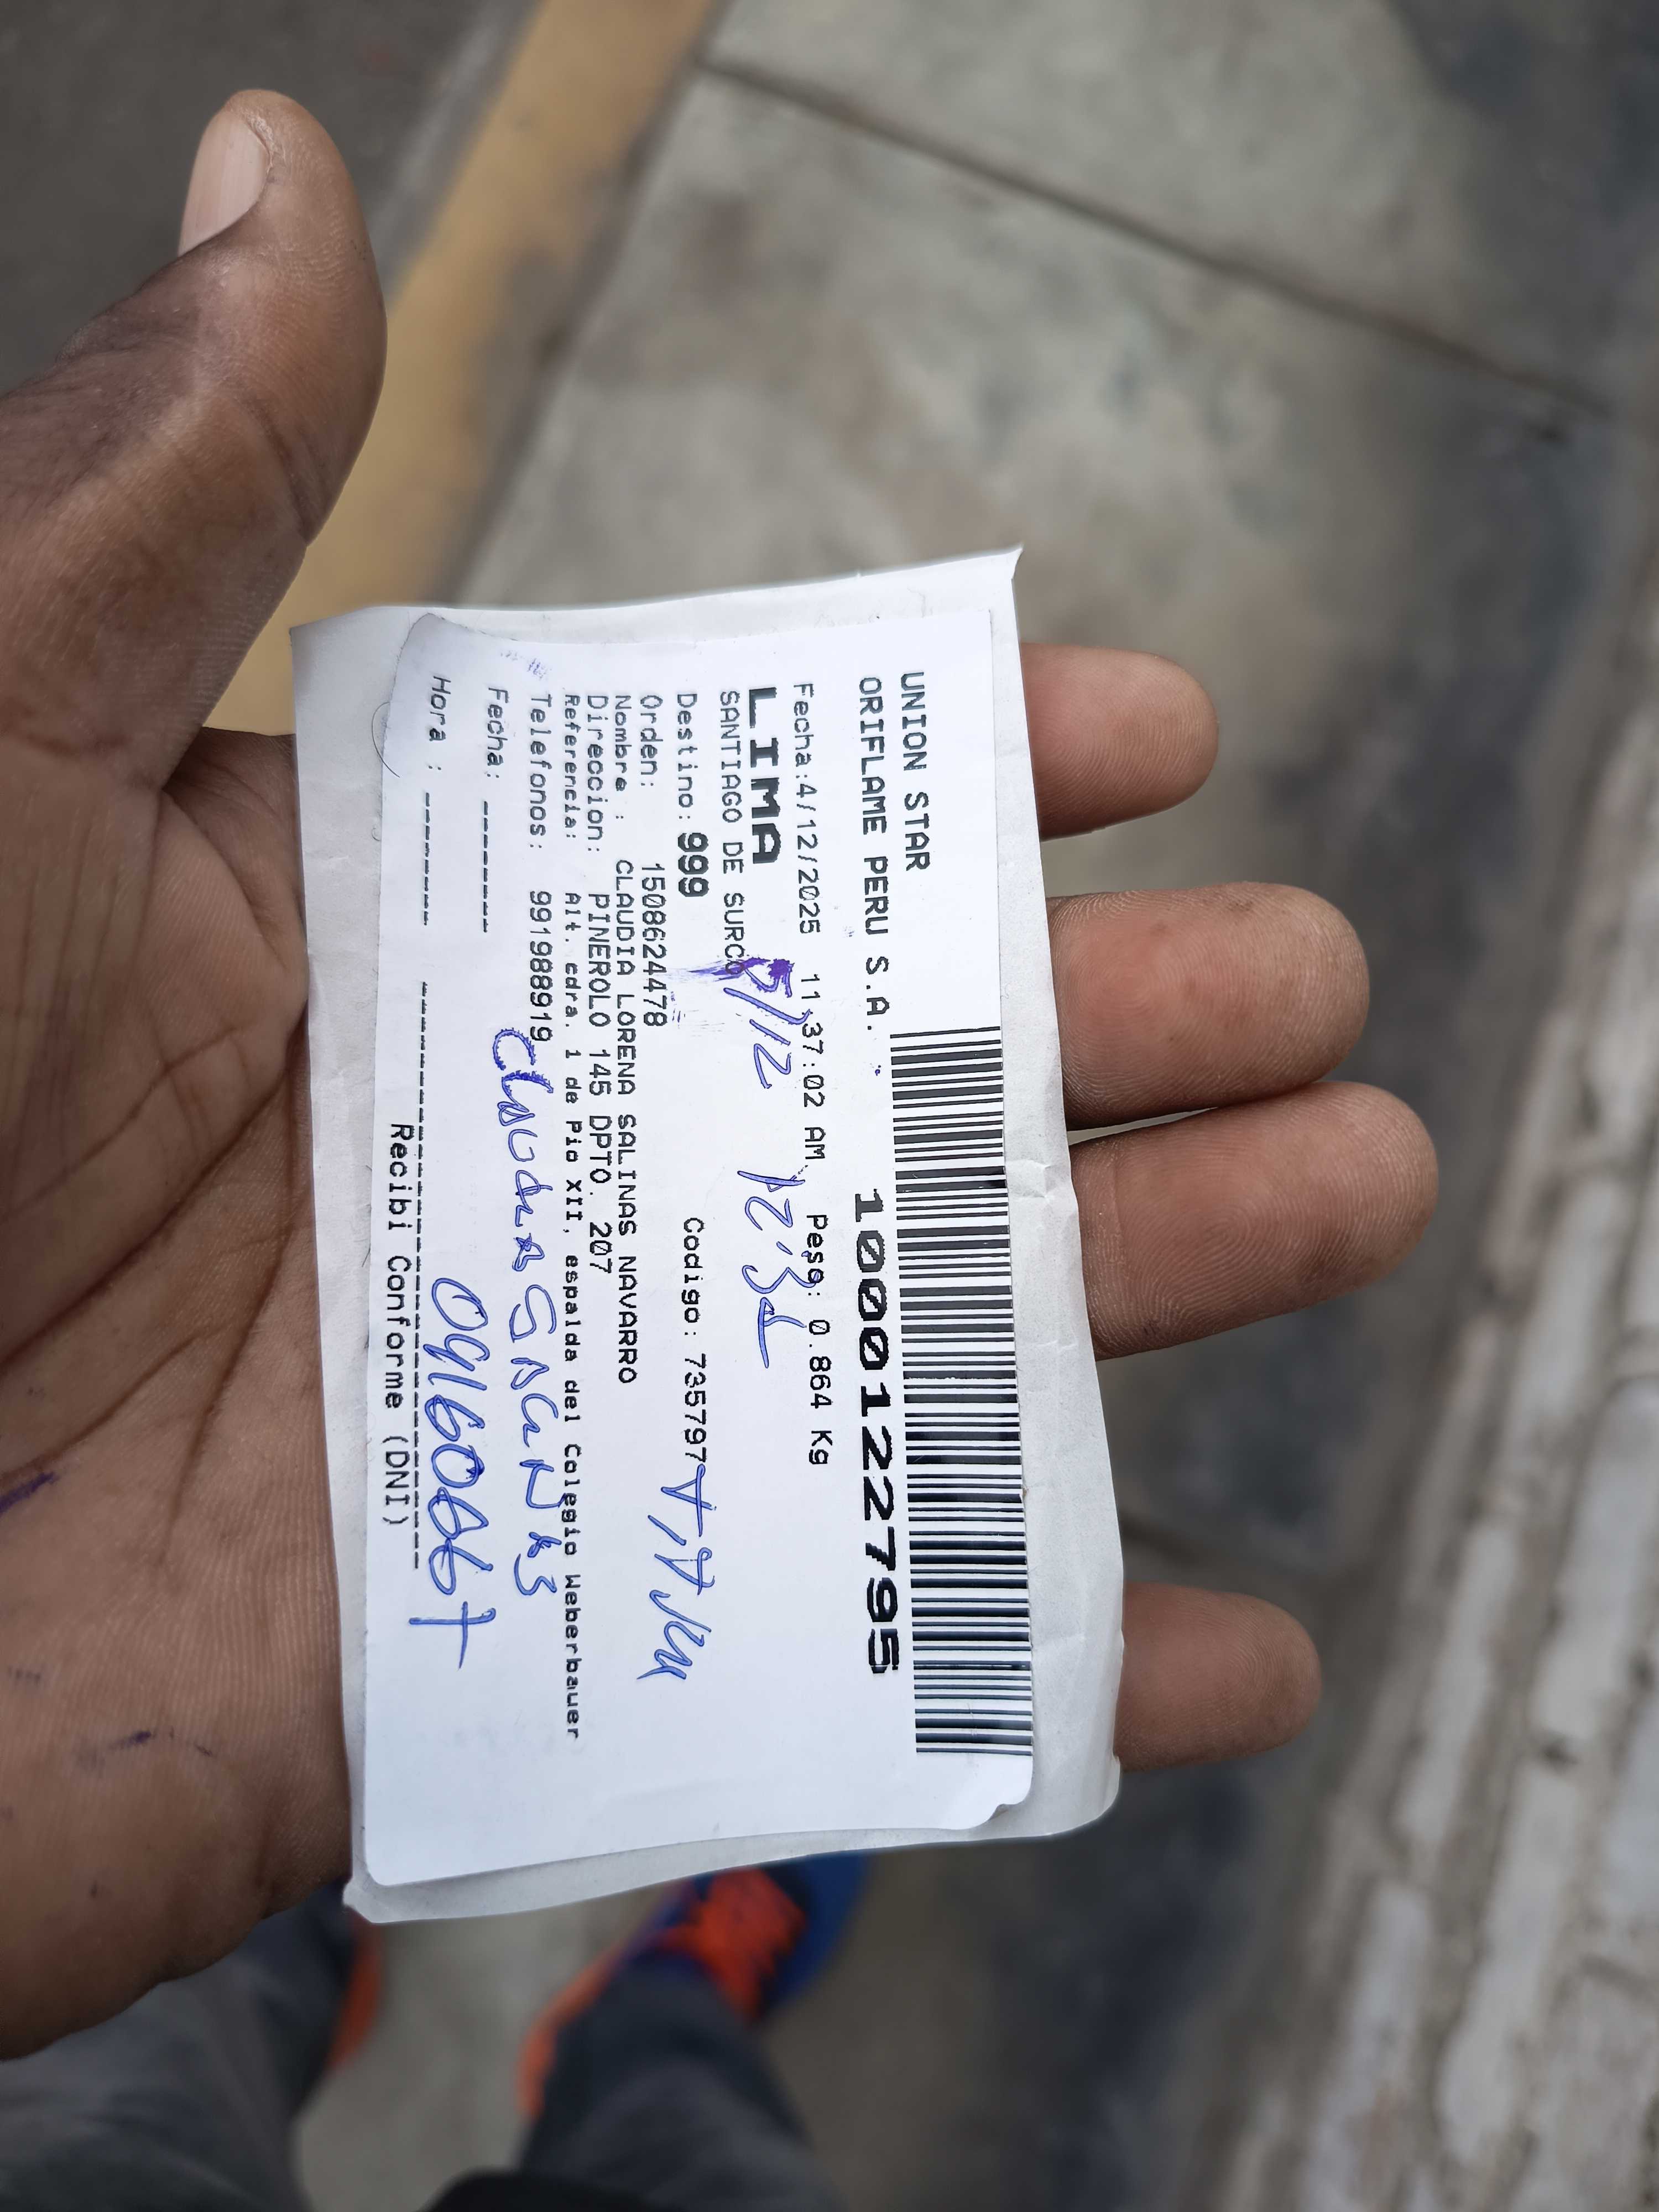 UNION STAR
ORIFLAME PERU S.A.
1000122795
Fecha:4/12/2025 11:37:02 AM Peso: 0.864 Kg
LIMA
5/12
SANTIAGO DE SURCO
Destino:999 Codigo: 735797
Orden: 1508624478
Nombre : CLAUDIA LORENA SALINAS NAVARRO
Direccion: PINEROLO 145 DPTO. 207
Referencia: Alt. cdra. 1 de Pio XII, espalda del Colegio Weberbauer
Telefonos: 991988919
Fecha: -------
Hora : --------
Recibi Conforme (DNI)